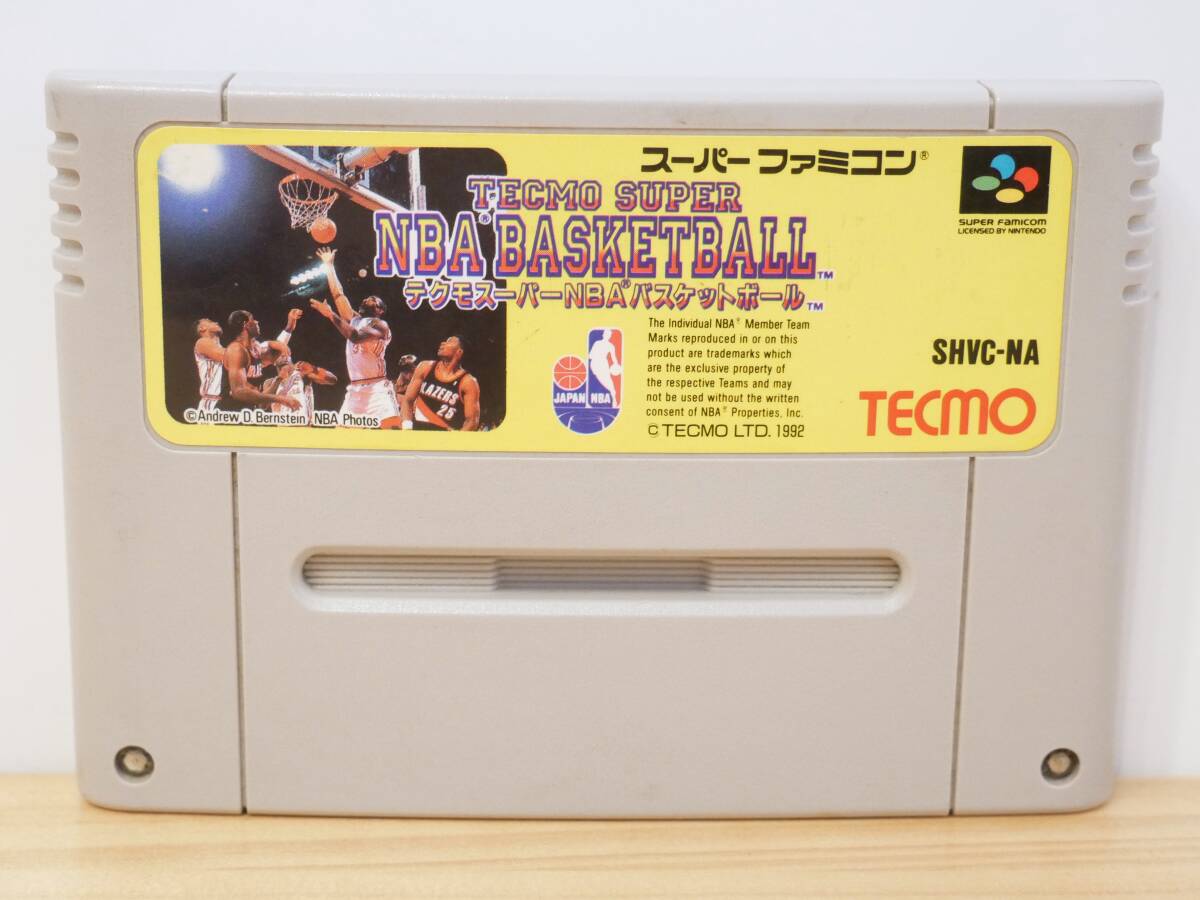 スーパーファミコン®
TECMO SUPER
NBA® BASKETBALL™
テクモスーパーNBA®バスケットボール™
SUPER FAMICOM
LICENSED BY NINTENDO
The Individual NBA® Member Team
Marks reproduced in or on this
product are trademarks which
are the exclusive property of
the respective Teams and may
not be used without the written
consent of NBA® Properties, Inc.
© TECMO LTD. 1992
JAPAN NBA
SHVC-NA
TECMO
LAZERS
25
©Andrew D. Bernstein NBA Photos